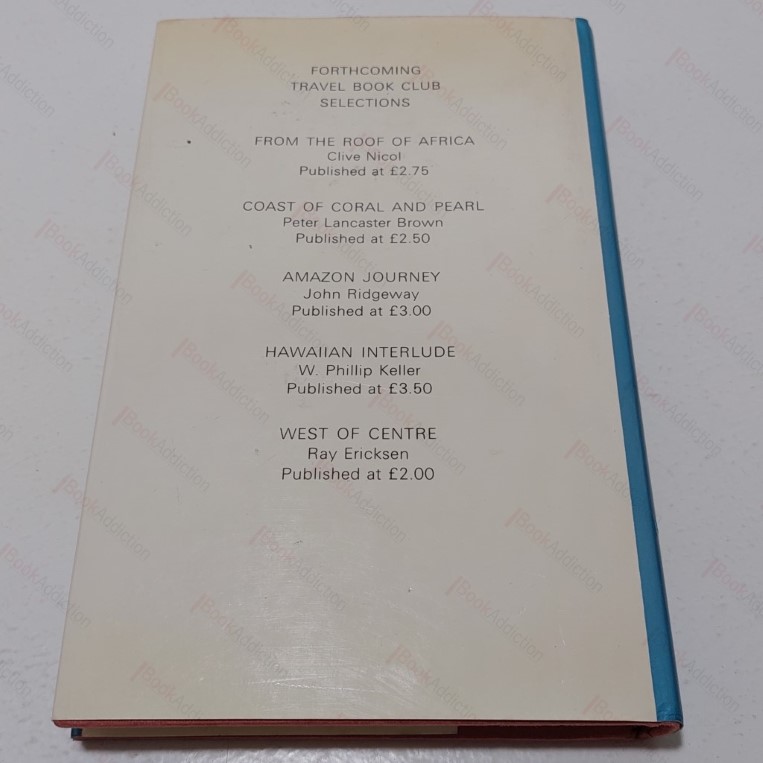 FORTHCOMING
TRAVEL BOOK CLUB
SELECTIONS
FROM THE ROOF OF AFRICA
Clive Nicol
Published at £2.75
COAST OF CORAL AND PEARL
Peter Lancaster Brown
Published at £2.50
AMAZON JOURNEY
John Ridgeway
Published at £3.00
HAWAIIAN INTERLUDE
W. Phillip Keller
Published at £3.50
WEST OF CENTRE
Ray Ericksen
Published at £2.00
BookAddiction